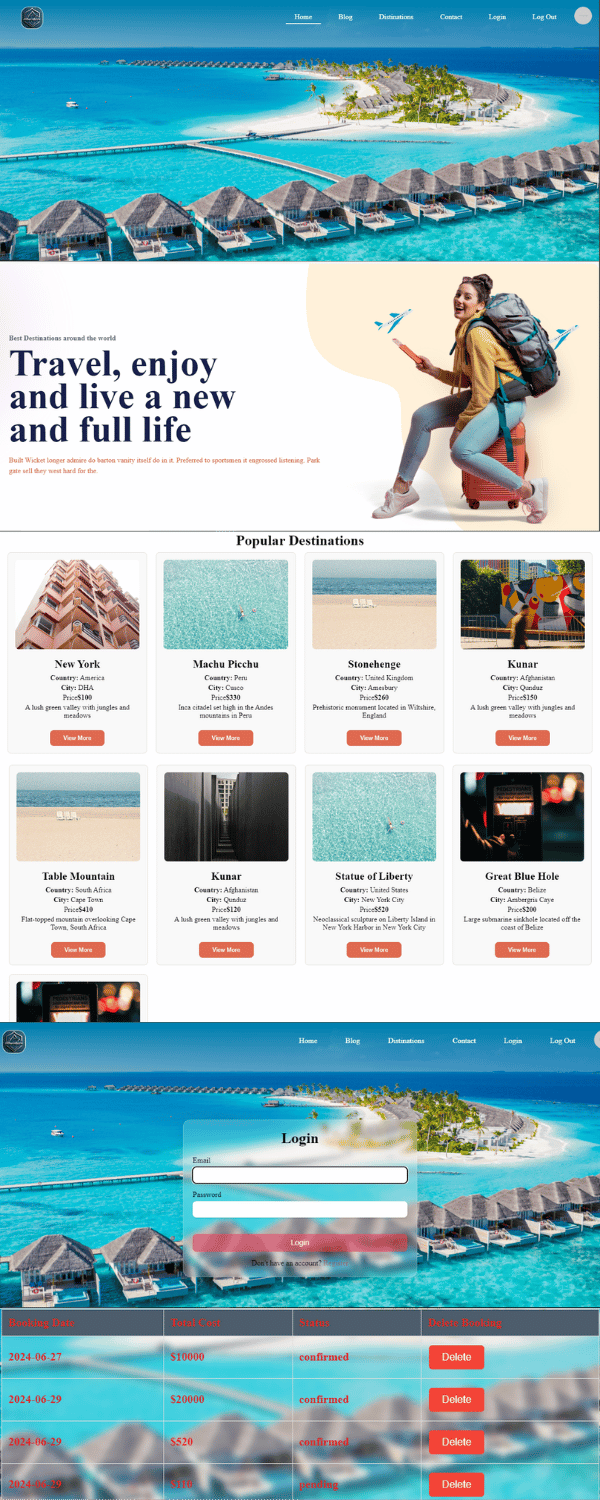 Home Blog Distinations Contact Login Log Out
Best Destinations around the world
Travel, enjoy
and live a new
and full life
Built Wicket longer admire do barton vanity itself do in it. Preferred to sportsmen it engrossed listening. Park
gate sell they west hard for the.
Popular Destinations
New York
Country: America
City: DHA
Price$100
A lush green valley with jungles and
meadows
View More
Machu Picchu
Country: Peru
City: Cusco
Price$330
Inca citadel set high in the Andes
mountains in Peru
View More
Stonehenge
Country: United Kingdom
City: Amesbury
Price$260
Prehistoric monument located in Wiltshire,
England
View More
Kunar
Country: Afghanistan
City: Qunduz
Price$150
A lush green valley with jungles and
meadows
View More
Table Mountain
Country: South Africa
City: Cape Town
Price$410
Flat-topped mountain overlooking Cape
Town, South Africa
View More
Kunar
Country: Afghanistan
City: Qunduz
Price$120
A lush green valley with jungles and
meadows
View More
Statue of Liberty
Country: United States
City: New York City
Price$520
Neoclassical sculpture on Liberty Island in
New York Harbor in New York City
View More
Great Blue Hole
Country: Belize
City: Ambergris Caye
Price$200
Large submarine sinkhole located off the
coast of Belize
View More
Home Blog Distinations Contact Login Log Out
Login
Email
Password
Login
Don't have an account?
Booking Date Total Cost Status Delete Booking
2024-06-27 $10000 confirmed Delete
2024-06-29 $20000 confirmed Delete
2024-06-29 $520 confirmed Delete
2024-06-29 pending Delete